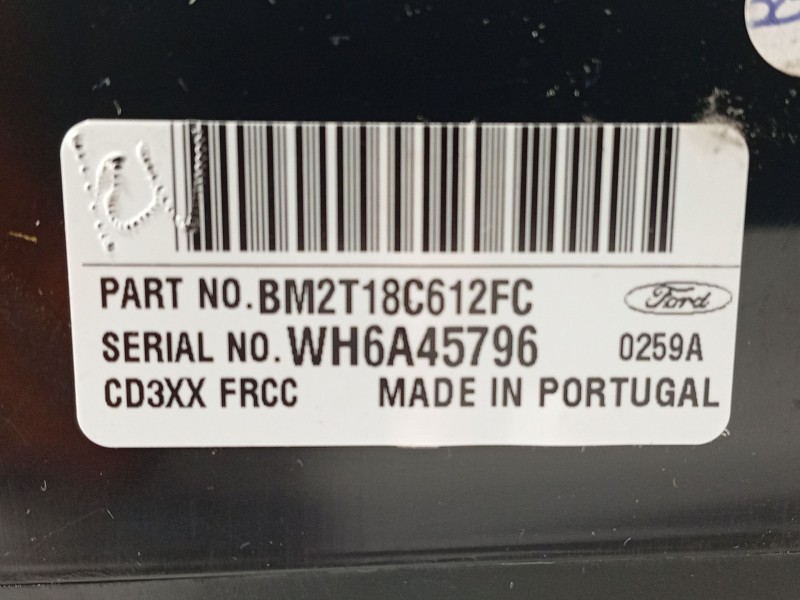 PART NO. BM2T18C612FC
Ford
SERIAL NO. WH6A45796 0259A
CD3XX FRCC MADE IN PORTUGAL